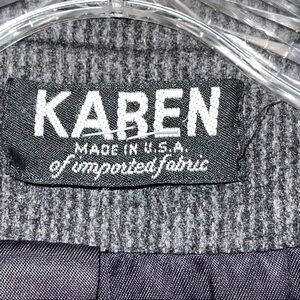 KAREN
MADE IN U.S.A.
of imported fabric